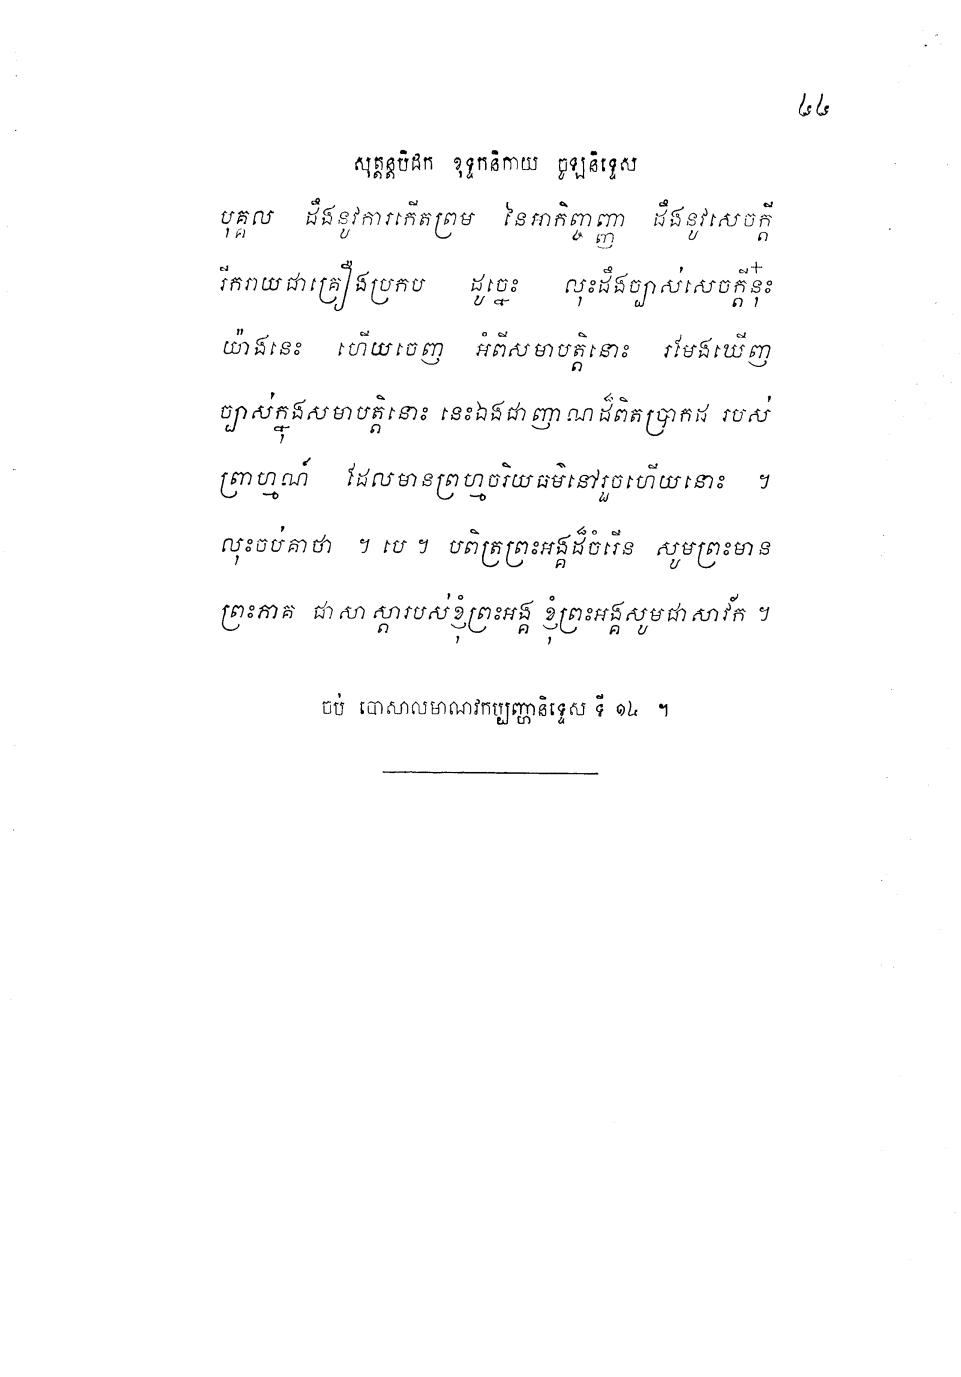 ៤៤
សុត្តន្តបិដក ខុទ្ទកនិកាយ ចូឡនិទ្ទេស
បុគ្គល ដឹងនូវការកើតព្រម នៃអាកិញ្ចញ្ញា ដឹងនូវសេចក្ដី
រីករាយជាគ្រឿងប្រកប ដូច្នេះ លុះដឹងច្បាស់សេចក្ដីនុ៎ះ
យ៉ាងនេះ ហើយចេញ អំពីសមាបត្តិនោះ រមែងឃើញ
ច្បាស់ក្នុងសមាបត្តិនោះ នេះឯងជាញាណដ៏ពិតប្រាកដ របស់
ព្រាហ្មណ៍ ដែលមានព្រហ្មចរិយធម៌នៅរួចហើយនោះ ។
លុះចប់គាថា ។ បេ ។ បពិត្រព្រះអង្គដ៏ចំរើន សូមព្រះមាន
ព្រះភាគ ជាសាស្ដារបស់ខ្ញុំព្រះអង្គ ខ្ញុំព្រះអង្គសូមជាសាវ័ក ។
ចប់ បោសាលមាណវកប្បញ្ហានិទ្ទេស ទី ១៤ ។